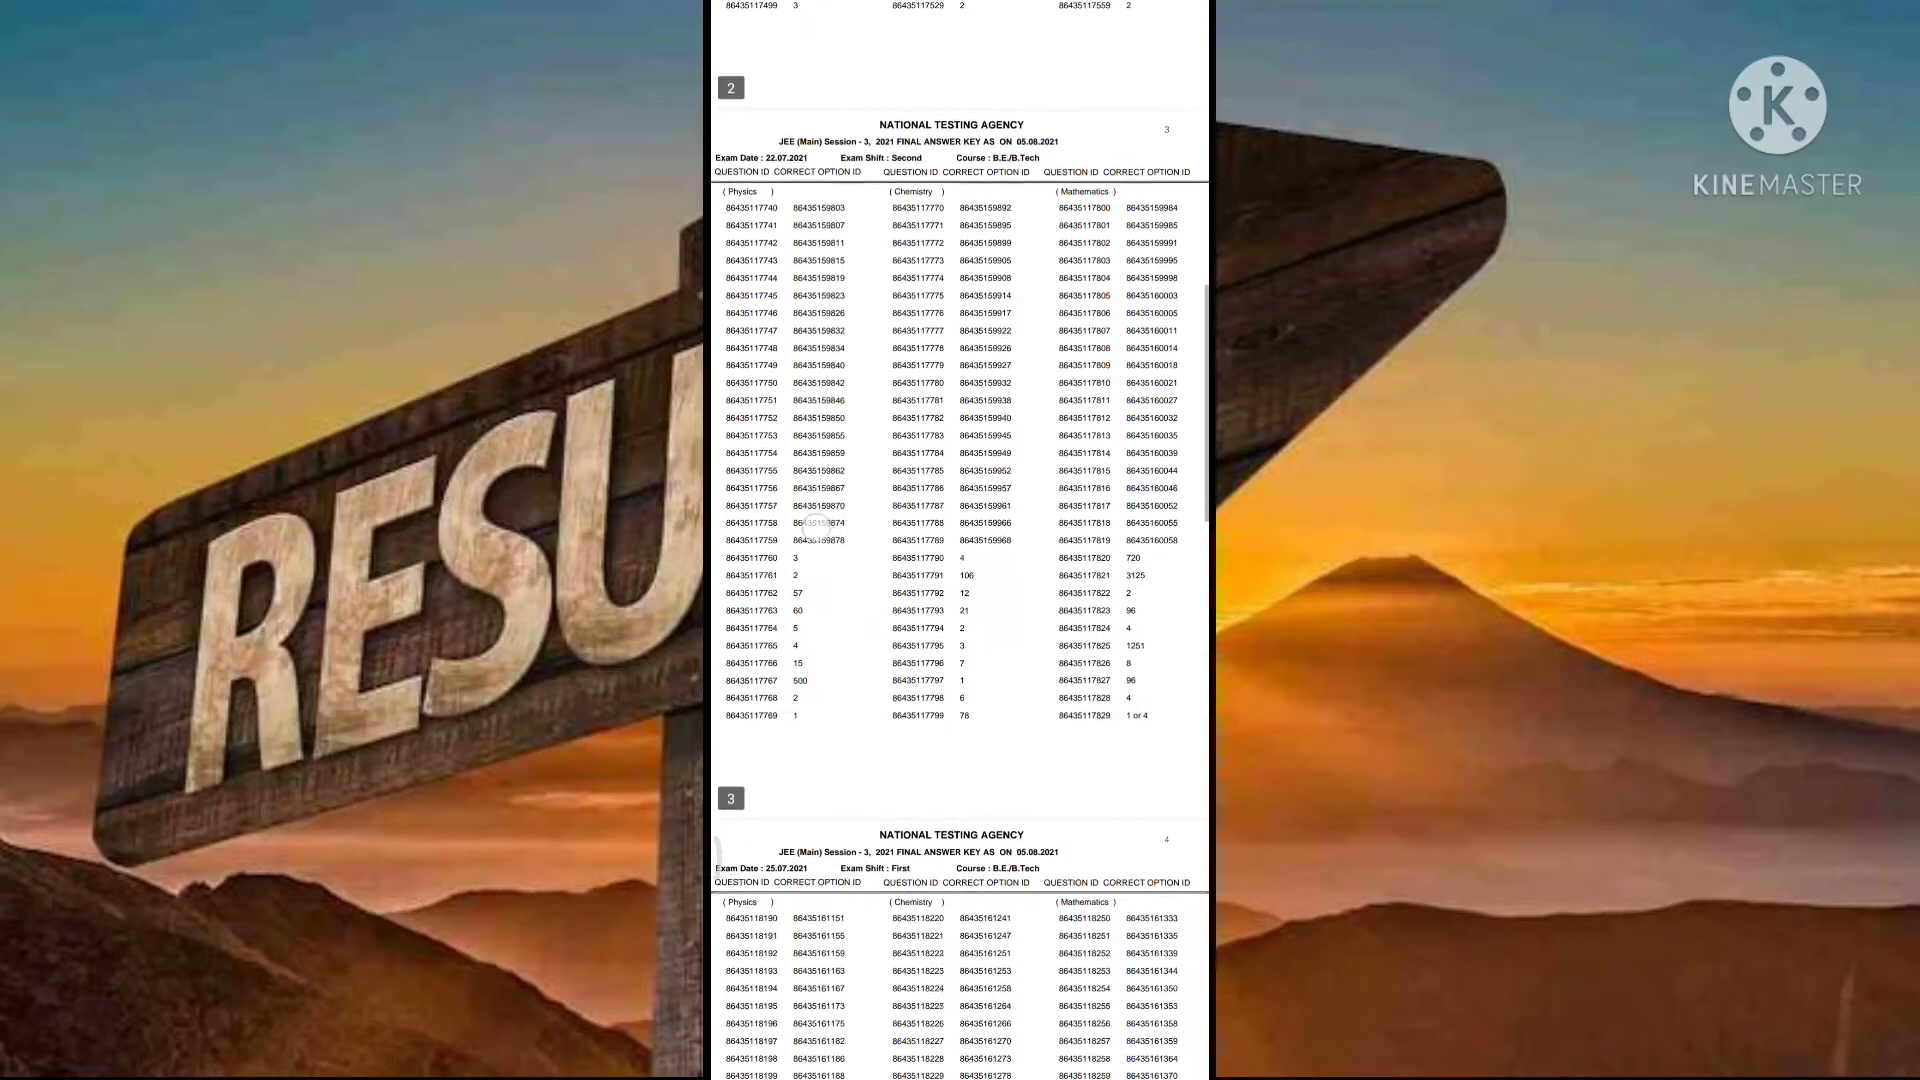 86435117499 3 86435117529 2 86435117559 2
2
NATIONAL TESTING AGENCY
3
JEE (Main) Session - 3, 2021 FINAL ANSWER KEY AS ON 05.08.2021
Exam Date : 22.07.2021 Exam Shift : Second Course : B.E./B.Tech
QUESTION ID CORRECT OPTION ID QUESTION ID CORRECT OPTION ID QUESTION ID CORRECT OPTION ID
( Physics ) ( Chemistry ) ( Mathematics )
86435117740 86435159803 86435117770 86435159892 86435117800 86435159984
86435117741 86435159807 86435117771 86435159895 86435117801 86435159985
86435117742 86435159811 86435117772 86435159899 86435117802 86435159991
86435117743 86435159815 86435117773 86435159905 86435117803 86435159995
86435117744 86435159819 86435117774 86435159908 86435117804 86435159998
86435117745 86435159823 86435117775 86435159914 86435117805 86435160003
86435117746 86435159826 86435117776 86435159917 86435117806 86435160005
86435117747 86435159832 86435117777 86435159922 86435117807 86435160011
86435117748 86435159834 86435117778 86435159926 86435117808 86435160014
86435117749 86435159840 86435117779 86435159927 86435117809 86435160018
86435117750 86435159842 86435117780 86435159932 86435117810 86435160021
86435117751 86435159846 86435117781 86435159938 86435117811 86435160027
86435117752 86435159850 86435117782 86435159940 86435117812 86435160032
86435117753 86435159855 86435117783 86435159945 86435117813 86435160035
86435117754 86435159859 86435117784 86435159949 86435117814 86435160039
86435117755 86435159862 86435117785 86435159952 86435117815 86435160044
86435117756 86435159867 86435117786 86435159957 86435117816 86435160046
86435117757 86435159870 86435117787 86435159961 86435117817 86435160052
86435117758 86435159874 86435117788 86435159966 86435117818 86435160055
86435117759 86435159878 86435117789 86435159968 86435117819 86435160058
86435117760 3 86435117790 4 86435117820 720
86435117761 2 86435117791 106 86435117821 3125
86435117762 57 86435117792 12 86435117822 2
86435117763 60 86435117793 21 86435117823 96
86435117764 5 86435117794 2 86435117824 4
86435117765 4 86435117795 3 86435117825 1251
86435117766 15 86435117796 7 86435117826 8
86435117767 500 86435117797 1 86435117827 96
86435117768 2 86435117798 6 86435117828 4
86435117769 1 86435117799 78 86435117829 1 or 4
3
NATIONAL TESTING AGENCY
4
JEE (Main) Session - 3, 2021 FINAL ANSWER KEY AS ON 05.08.2021
Exam Date : 25.07.2021 Exam Shift : First Course : B.E./B.Tech
QUESTION ID CORRECT OPTION ID QUESTION ID CORRECT OPTION ID QUESTION ID CORRECT OPTION ID
( Physics ) ( Chemistry ) ( Mathematics )
86435118190 86435161151 86435118220 86435161241 86435118250 86435161333
86435118191 86435161155 86435118221 86435161247 86435118251 86435161335
86435118192 86435161159 86435118222 86435161251 86435118252 86435161339
86435118193 86435161163 86435118223 86435161253 86435118253 86435161344
86435118194 86435161167 86435118224 86435161258 86435118254 86435161350
86435118195 86435161173 86435118225 86435161264 86435118255 86435161353
86435118196 86435161175 86435118226 86435161266 86435118256 86435161358
86435118197 86435161182 86435118227 86435161270 86435118257 86435161359
86435118198 86435161186 86435118228 86435161273 86435118258 86435161364
86435118199 86435161188 86435118229 86435161278 86435118259 86435161370
RESU
K
KINEMASTER